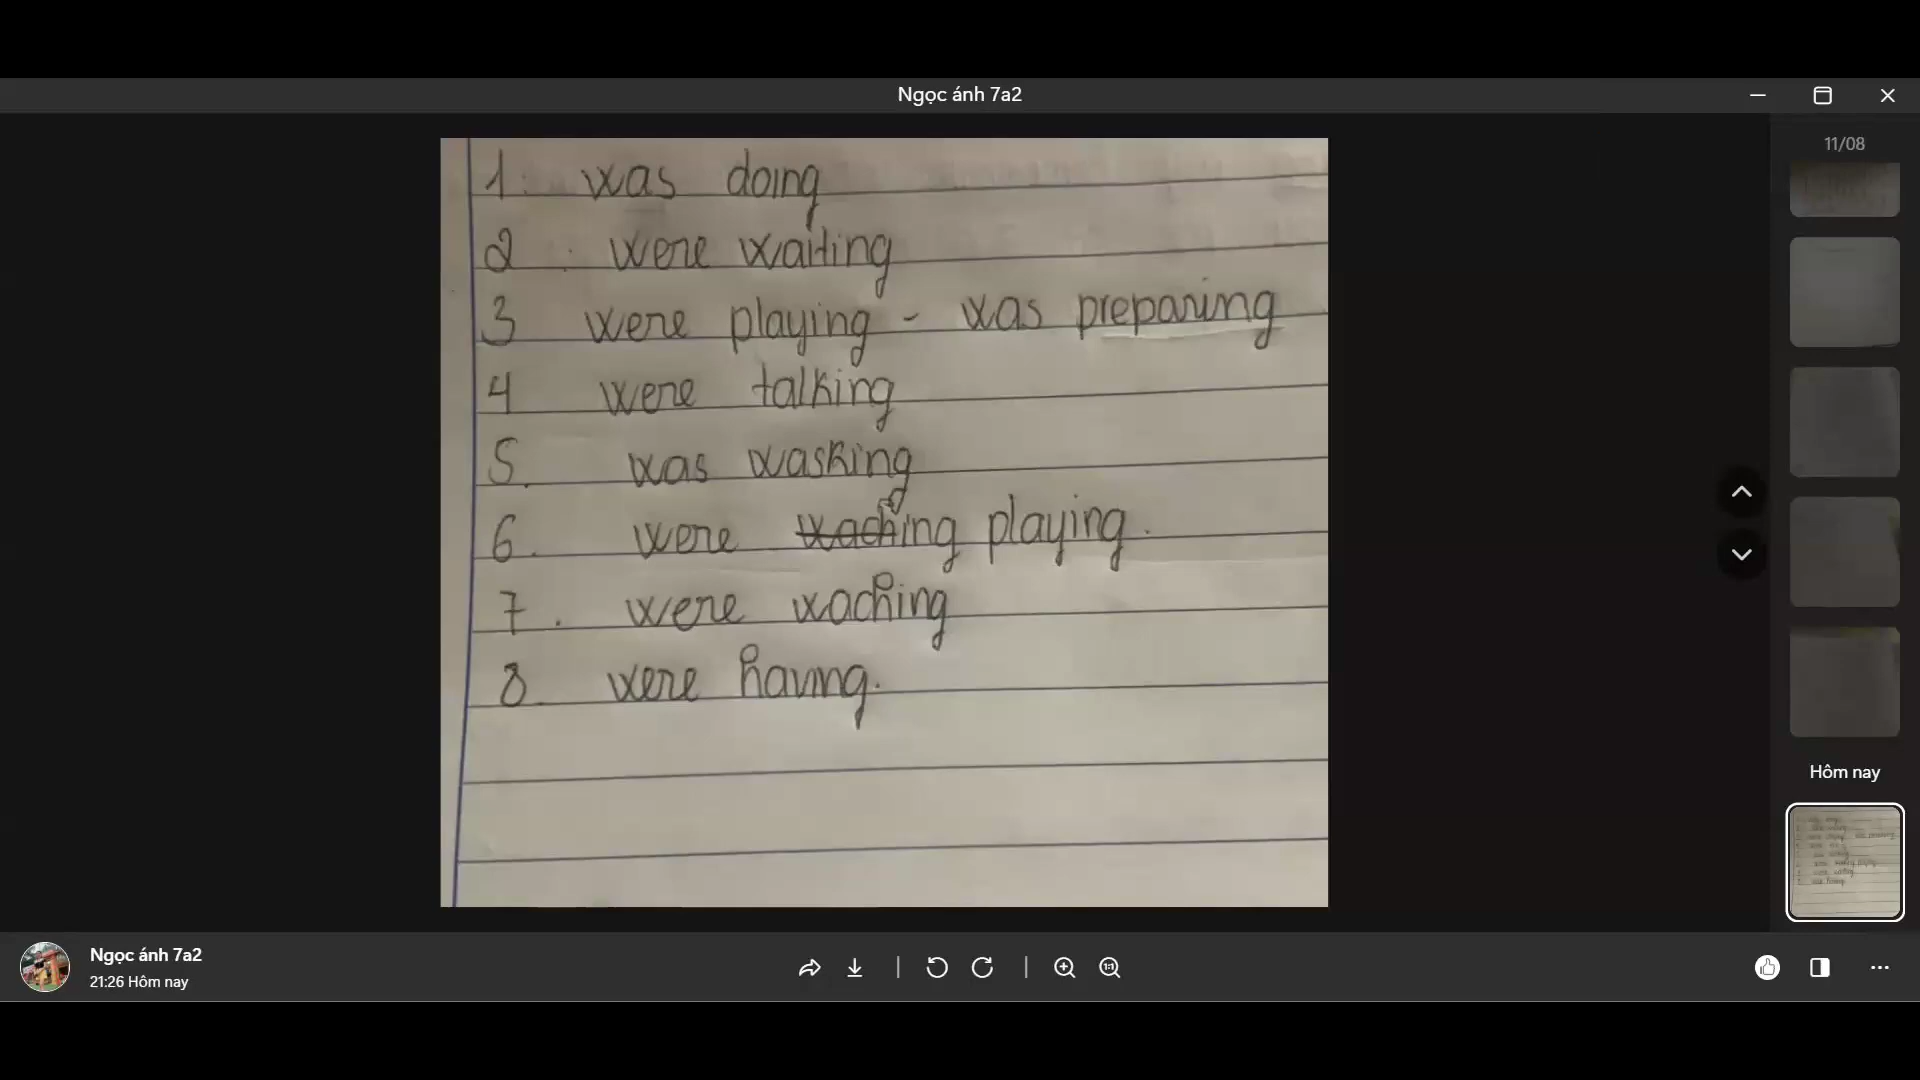 Ngọc ánh 7a2
11/08
1. was doing
2. were waiting
3 were playing - was preparing
4 were talking
5. was washing
6. were waching playing.
7. were waching
8. were having.
Hôm nay
Ngọc ánh 7a2
21:26 Hôm nay